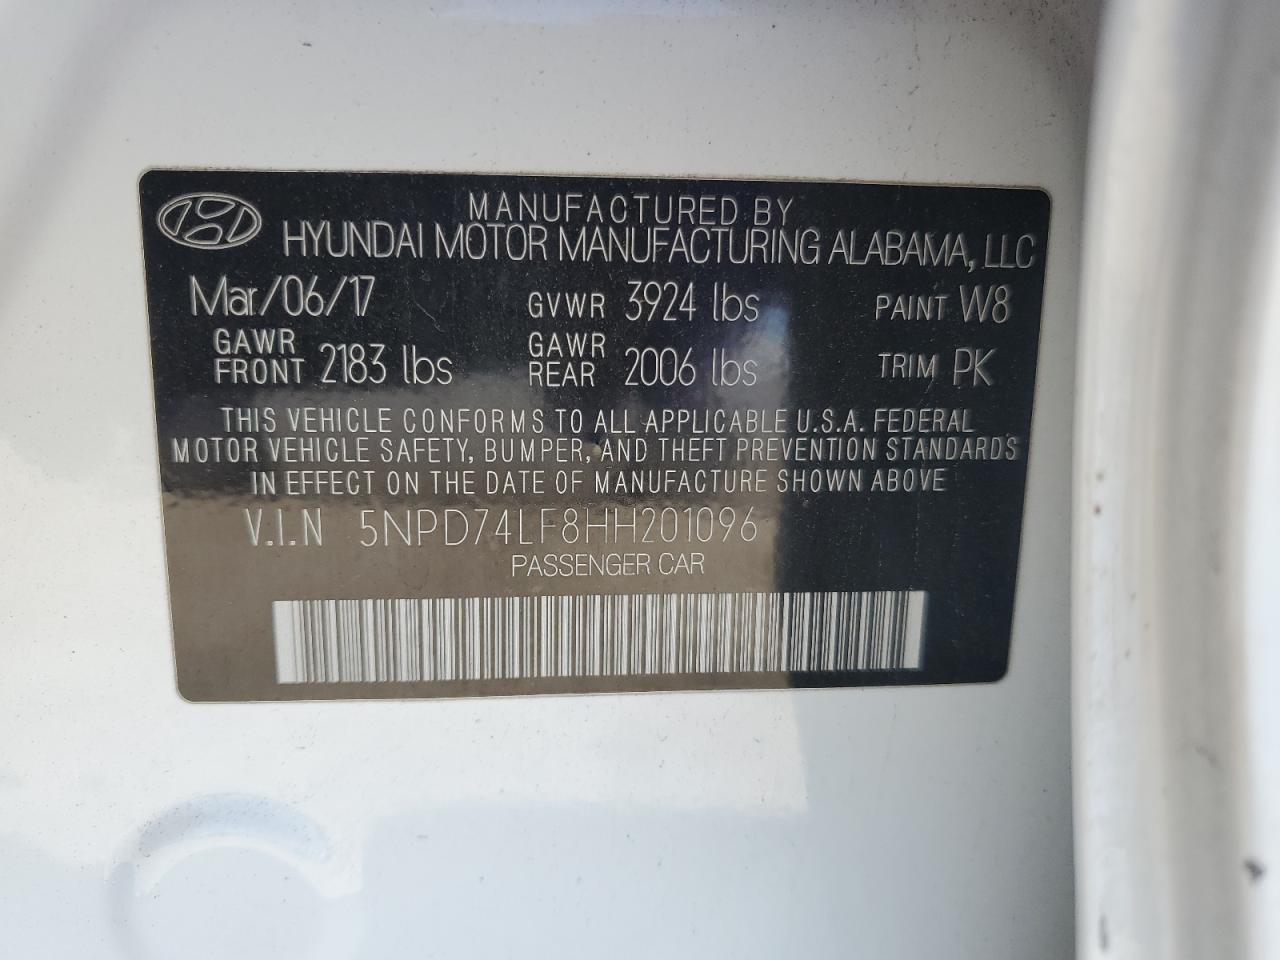 MANUFACTURED BY
HYUNDAI MOTOR MANUFACTURING ALABAMA, LLC
Mar/06/17 GVWR 3924 lbs PAINT W8
GAWR FRONT 2183 lbs GAWR REAR 2006 lbs TRIM PK
THIS VEHICLE CONFORMS TO ALL APPLICABLE U.S.A. FEDERAL
MOTOR VEHICLE SAFETY, BUMPER, AND THEFT PREVENTION STANDARDS
IN EFFECT ON THE DATE OF MANUFACTURE SHOWN ABOVE
V.I.N 5NPD74LF8HH201096
PASSENGER CAR